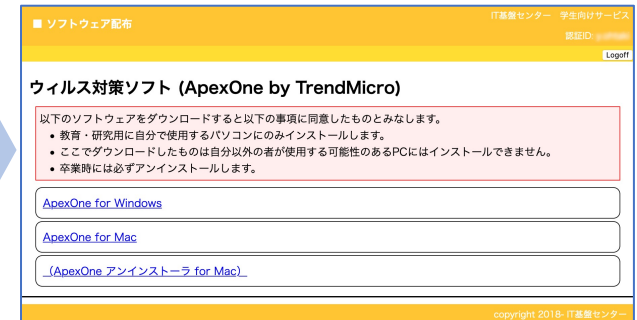 ■ ソフトウェア配布
IT基盤センター 学生向けサービス
認証ID:
Logoff
ウィルス対策ソフト (ApexOne by TrendMicro)
以下のソフトウェアをダウンロードすると以下の事項に同意したものとみなします。
• 教育・研究用に自分で使用するパソコンにのみインストールします。
• ここでダウンロードしたものは自分以外の者が使用する可能性のあるPCにはインストールできません。
• 卒業時には必ずアンインストールします。
ApexOne for Windows
ApexOne for Mac
（ApexOne アンインストーラ for Mac）
copyright 2018- IT基盤センター